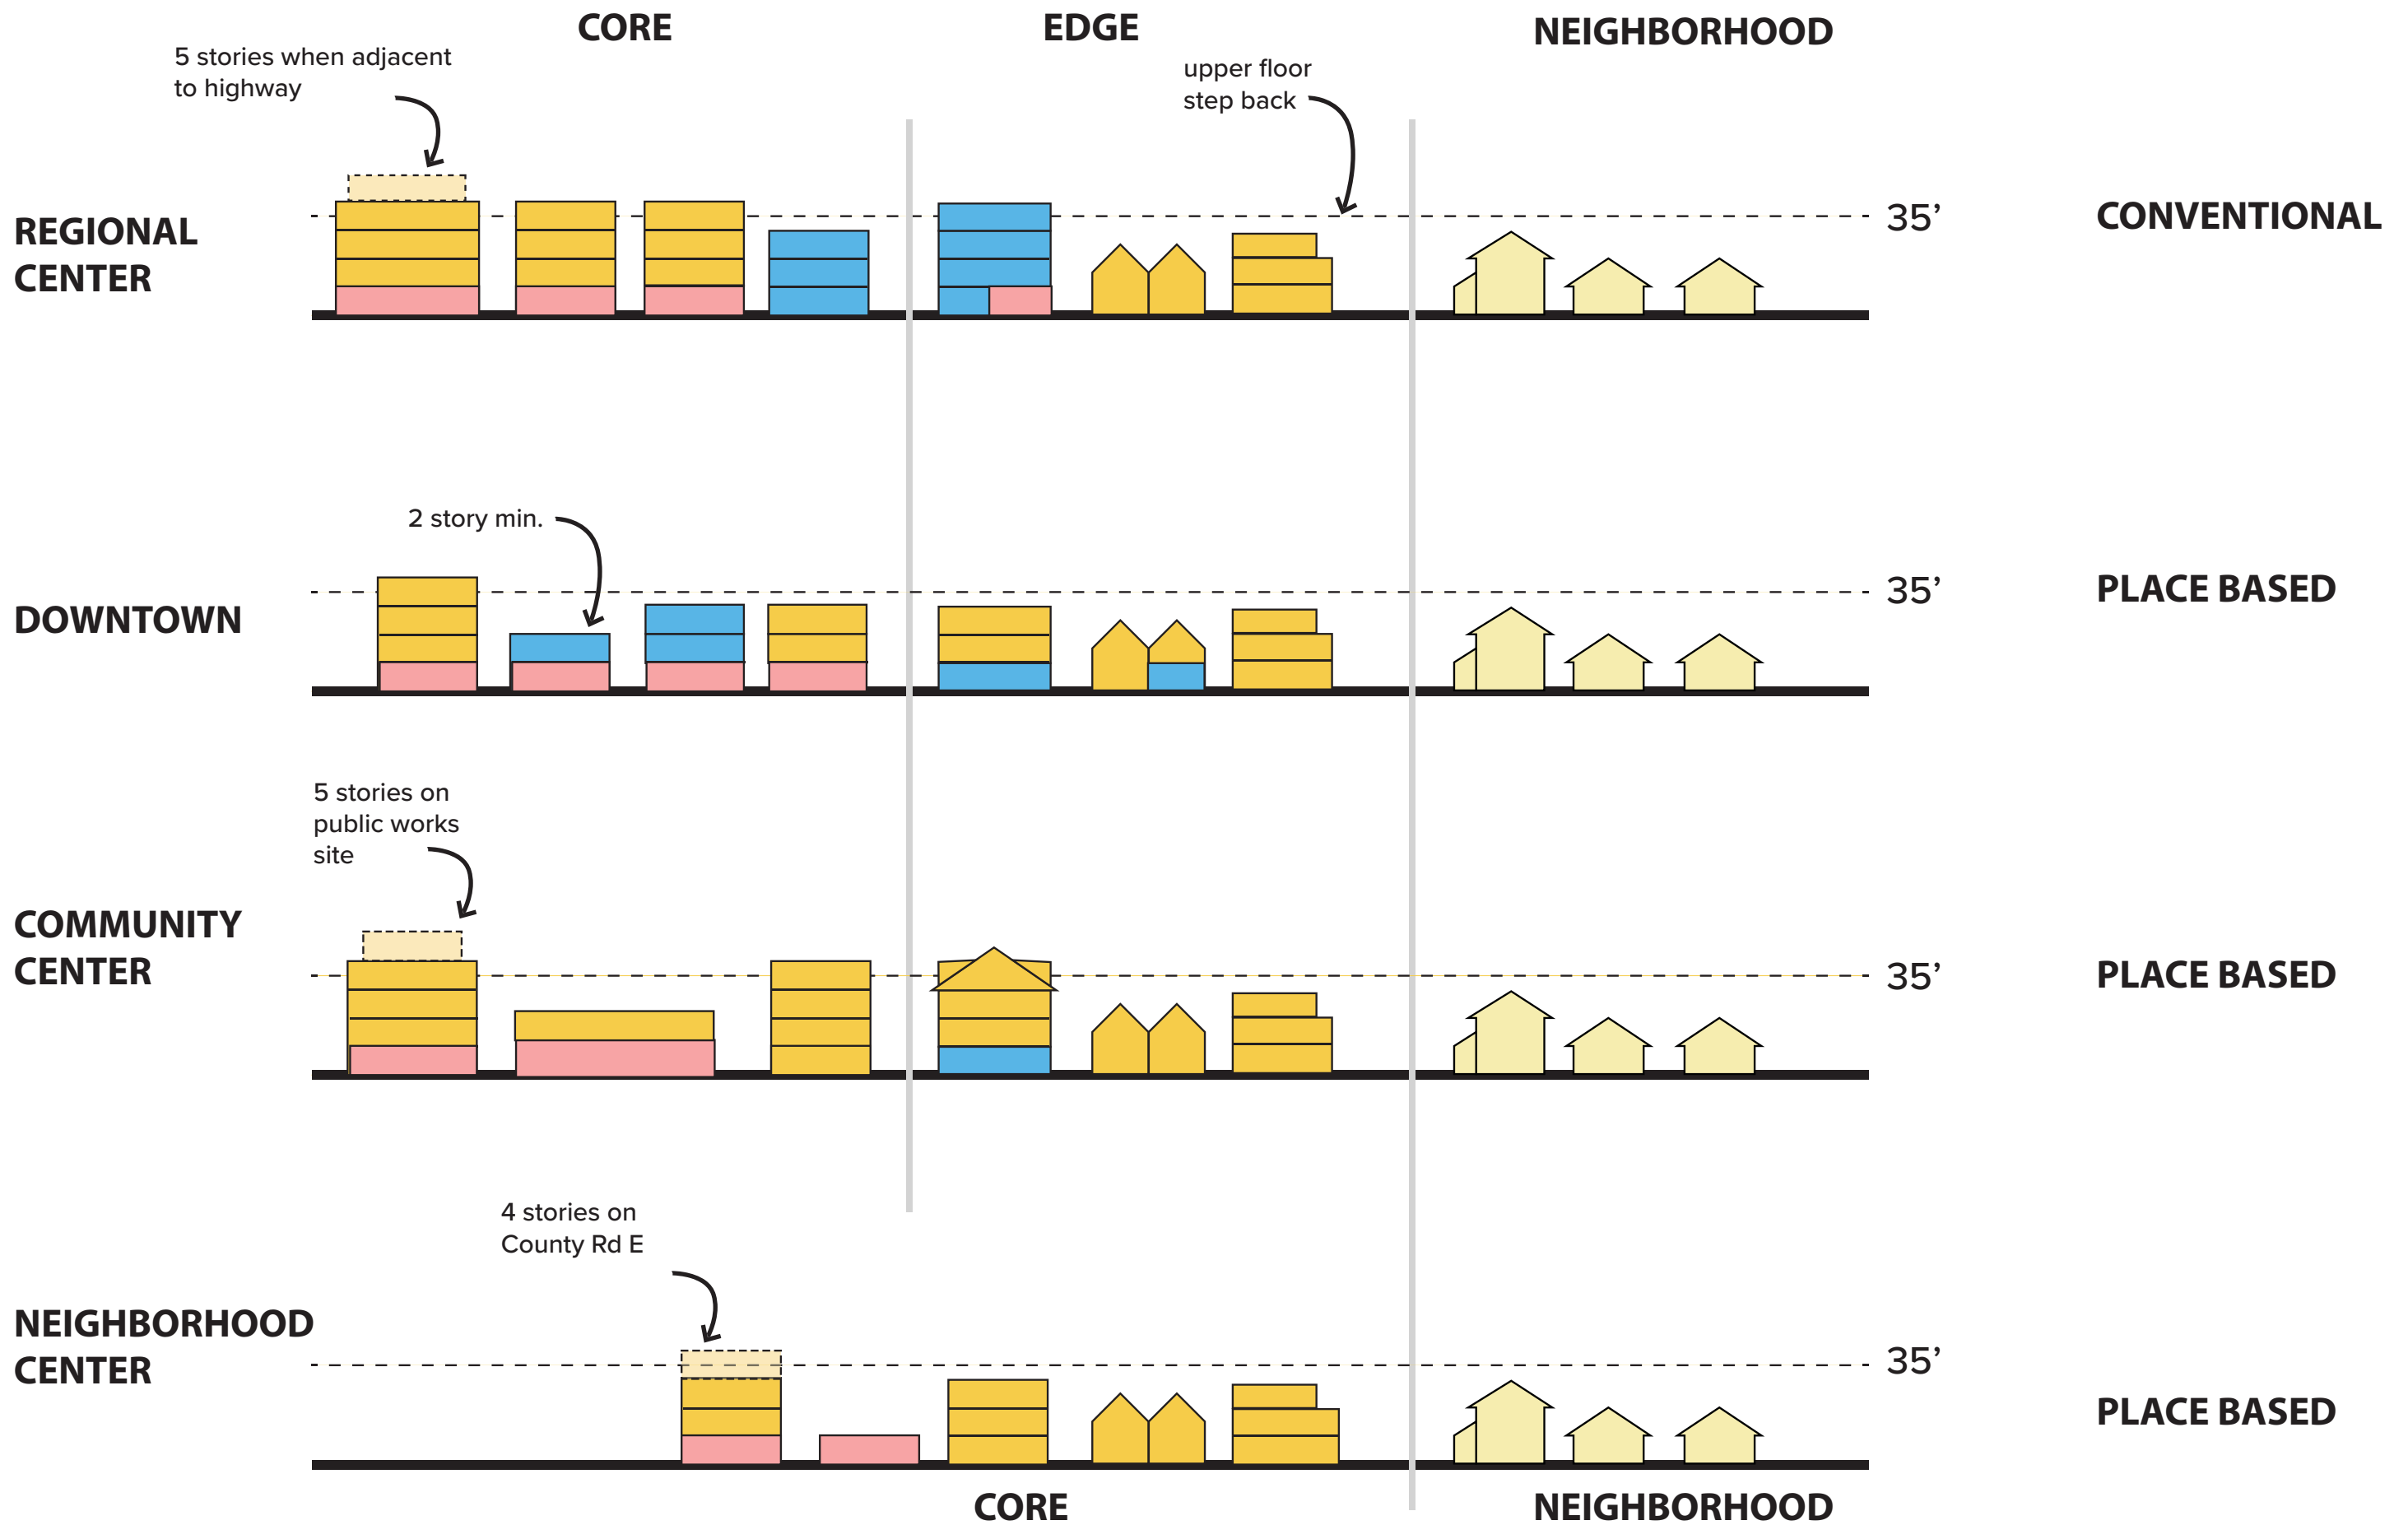 CORE
EDGE
NEIGHBORHOOD
5 stories when adjacent
to highway
upper floor
step back
REGIONAL
CENTER
35’
CONVENTIONAL
2 story min.
DOWNTOWN
35’
PLACE BASED
5 stories on
public works
site
COMMUNITY
CENTER
35’
PLACE BASED
4 stories on
County Rd E
NEIGHBORHOOD
CENTER
35’
PLACE BASED
CORE
NEIGHBORHOOD